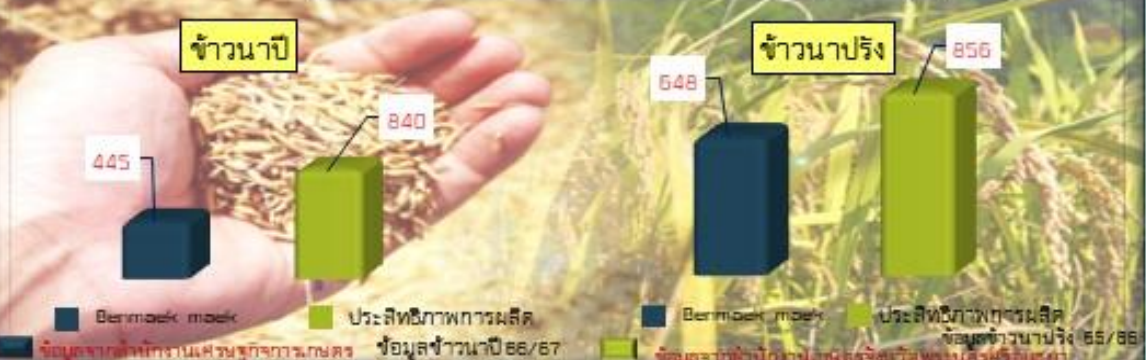 ข้าวนาปี
ข้าวนาปรัง
445
840
648
856
Benmaek maek
ประสิทธิภาพการผลิต
Benmaek maek
ประสิทธิภาพการผลิต
ข้อมูลจากสำนักงานเศรษฐกิจการเกษตร ข้อมูลข้าวนาปี 66/67
ข้อมูลข้าวนาปรัง 65/66